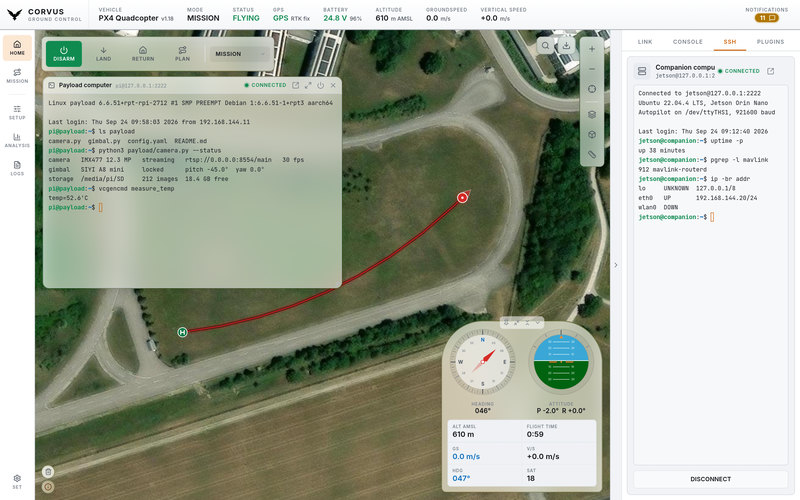 CORVUS
GROUND CONTROL
VEHICLE
PX4 Quadcopter v1.18
MODE
MISSION
STATUS
FLYING
GPS
GPS RTK fix
BATTERY
24.8 V 96%
ALTITUDE
610 m AMSL
GROUNDSPEED
0.0 m/s
VERTICAL SPEED
+0.0 m/s
NOTIFICATIONS
11
HOME
MISSION
SETUP
ANALYSIS
LOGS
SET
DISARM
LAND
RETURN
PLAN
MISSION
Payload computer pi@127.0.0.1:2222
CONNECTED
Linux payload 6.6.51+rpt-rpi-2712 #1 SMP PREEMPT Debian 1:6.6.51-1+rpt3 aarch64
Last login: Thu Sep 24 09:58:03 2026 from 192.168.144.11
pi@payload:~$ ls payload
camera.py gimbal.py config.yaml README.md
pi@payload:~$ python3 payload/camera.py --status
camera IMX477 12.3 MP streaming rtsp://0.0.0.0:8554/main 30 fps
gimbal SIYI A8 mini locked pitch -45.0° yaw 0.0°
storage /media/pi/SD 212 images 18.4 GB free
pi@payload:~$ vcgencmd measure_temp
temp=52.6'C
pi@payload:~$
H
N
E
S
W
HEADING
046°
ATTITUDE
P -2.0° R +0.0°
ALT AMSL
610 m
FLIGHT TIME
0:59
GS
0.0 m/s
V/S
+0.0 m/s
HDG
047°
SAT
18
LINK
CONSOLE
SSH
PLUGINS
Companion compu
jetson@127.0.0.1:2
CONNECTED
Connected to jetson@127.0.0.1:2222
Ubuntu 22.04.4 LTS, Jetson Orin Nano
Autopilot on /dev/ttyTHS1, 921600 baud
Last login: Thu Sep 24 09:12:40 2026
jetson@companion:~$ uptime -p
up 38 minutes
jetson@companion:~$ pgrep -l mavlink
912 mavlink-routerd
jetson@companion:~$ ip -br addr
lo UNKNOWN 127.0.0.1/8
eth0 UP 192.168.144.20/24
wlan0 DOWN
jetson@companion:~$
DISCONNECT